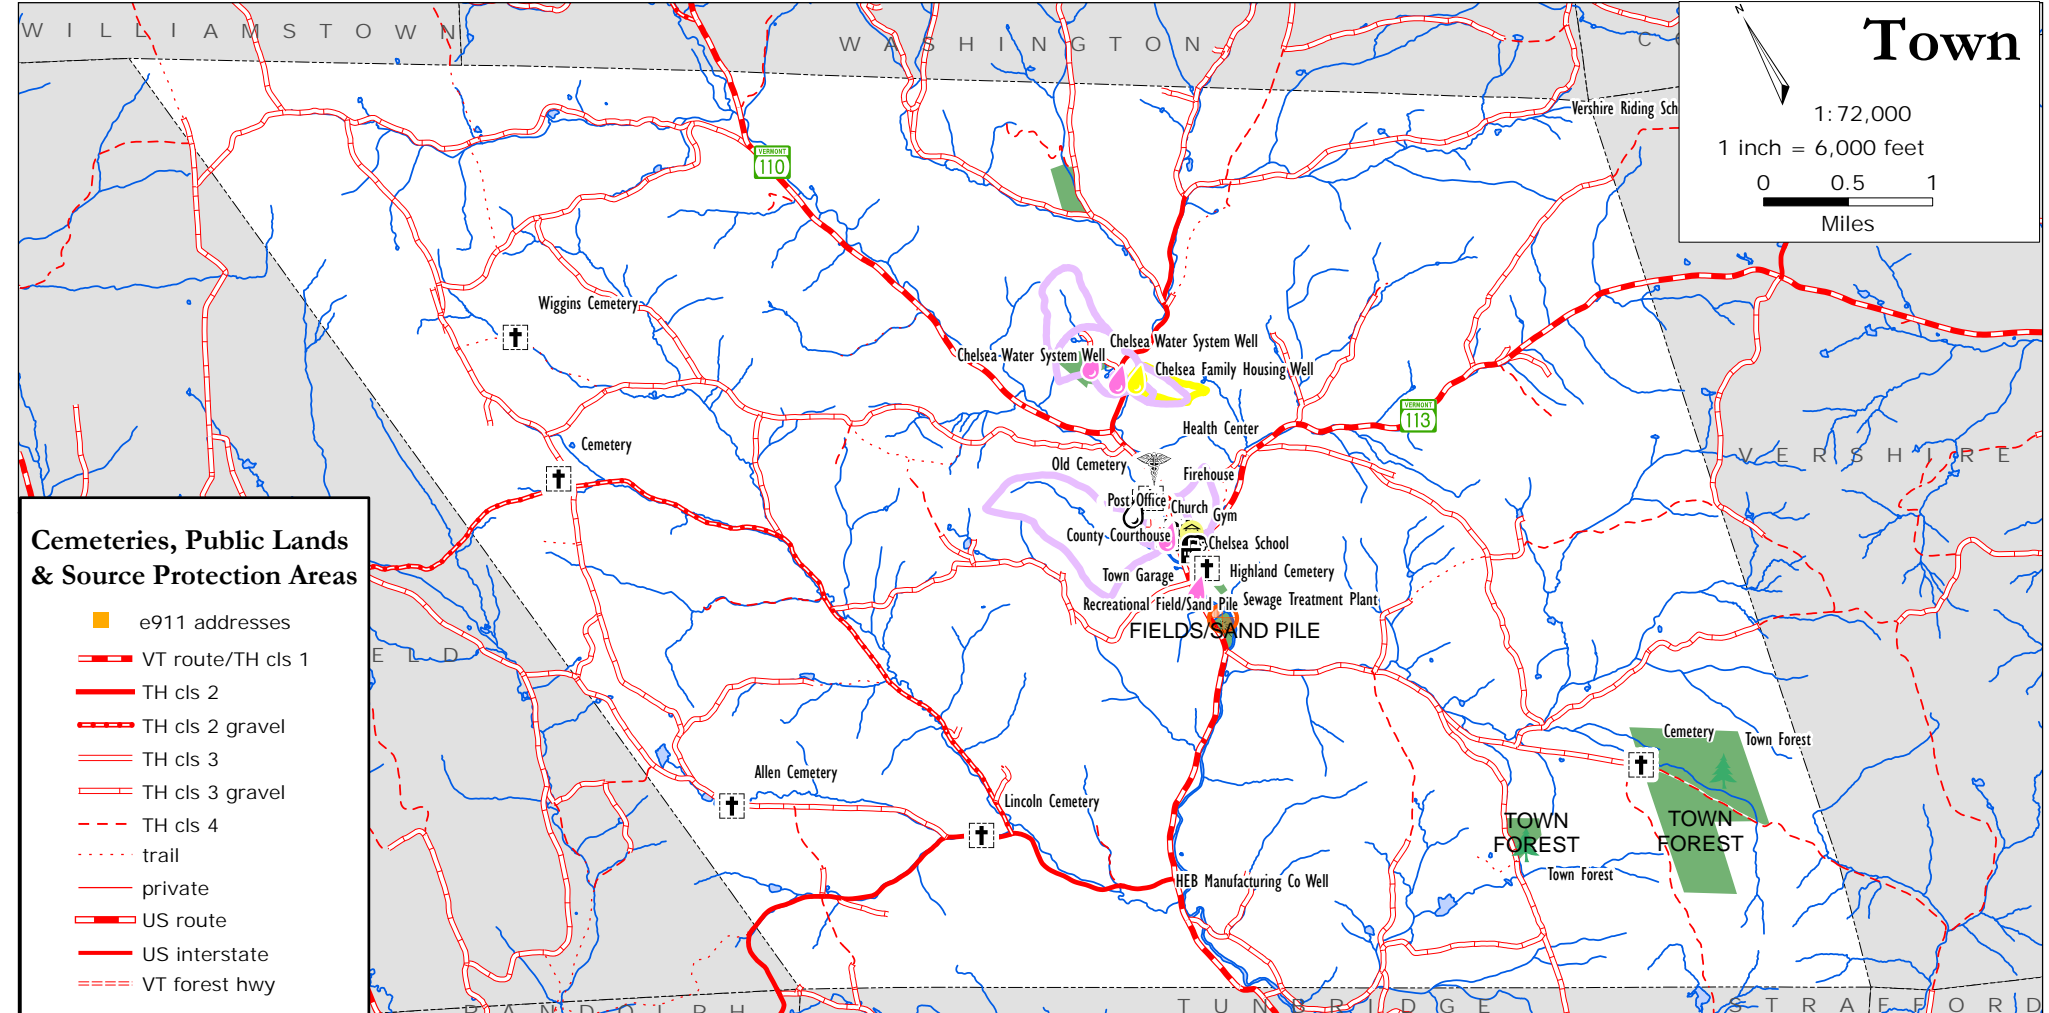 WILLIAMSTOWN
WASHINGTON
CO
N
Town
1:72,000
1 inch = 6,000 feet
0 0.5 1
Miles
Vershire Riding Sch
VERMONT
110
Wiggins Cemetery
Chelsea Water System Well
Chelsea Water System Well
Chelsea Family Housing Well
VERMONT
113
Health Center
Cemetery
Old Cemetery
Firehouse
VERSHIRE
Post Office
Church
Gym
County Courthouse
Chelsea School
Town Garage
Highland Cemetery
Recreational Field/Sand Pile
Sewage Treatment Plant
FIELDS/SAND PILE
ELD
Cemetery
Town Forest
Allen Cemetery
Lincoln Cemetery
TOWN
FOREST
TOWN
FOREST
Town Forest
HEB Manufacturing Co Well
RANDOLPH
TUNBRIDGE
STRAFFORD
Cemeteries, Public Lands
& Source Protection Areas
e911 addresses
VT route/TH cls 1
TH cls 2
TH cls 2 gravel
TH cls 3
TH cls 3 gravel
TH cls 4
trail
private
US route
US interstate
VT forest hwy